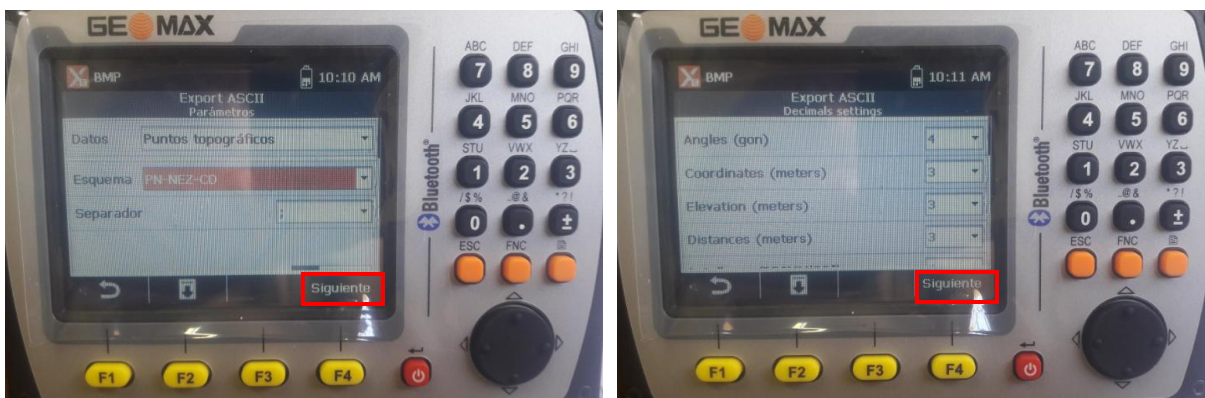 GEOMAX
BMP 10:10 AM
Export ASCII
Parámetros
Datos Puntos topográficos
Esquema PN-NEZ-CD
Separador ;
Siguiente
F1 F2 F3 F4
Bluetooth
ABC DEF GHI
7 8 9
JKL MNO PQR
4 5 6
STU VWX YZ
1 2 3
/$% ..@& *?!
0 . ±
ESC FNC
GEOMAX
BMP 10:11 AM
Export ASCII
Decimals settings
Angles (gon) 4
Coordinates (meters) 3
Elevation (meters) 3
Distances (meters) 3
Siguiente
F1 F2 F3 F4
Bluetooth
ABC DEF GHI
7 8 9
JKL MNO PQR
4 5 6
STU VWX YZ
1 2 3
/$% ..@& *?!
0 . ±
ESC FNC